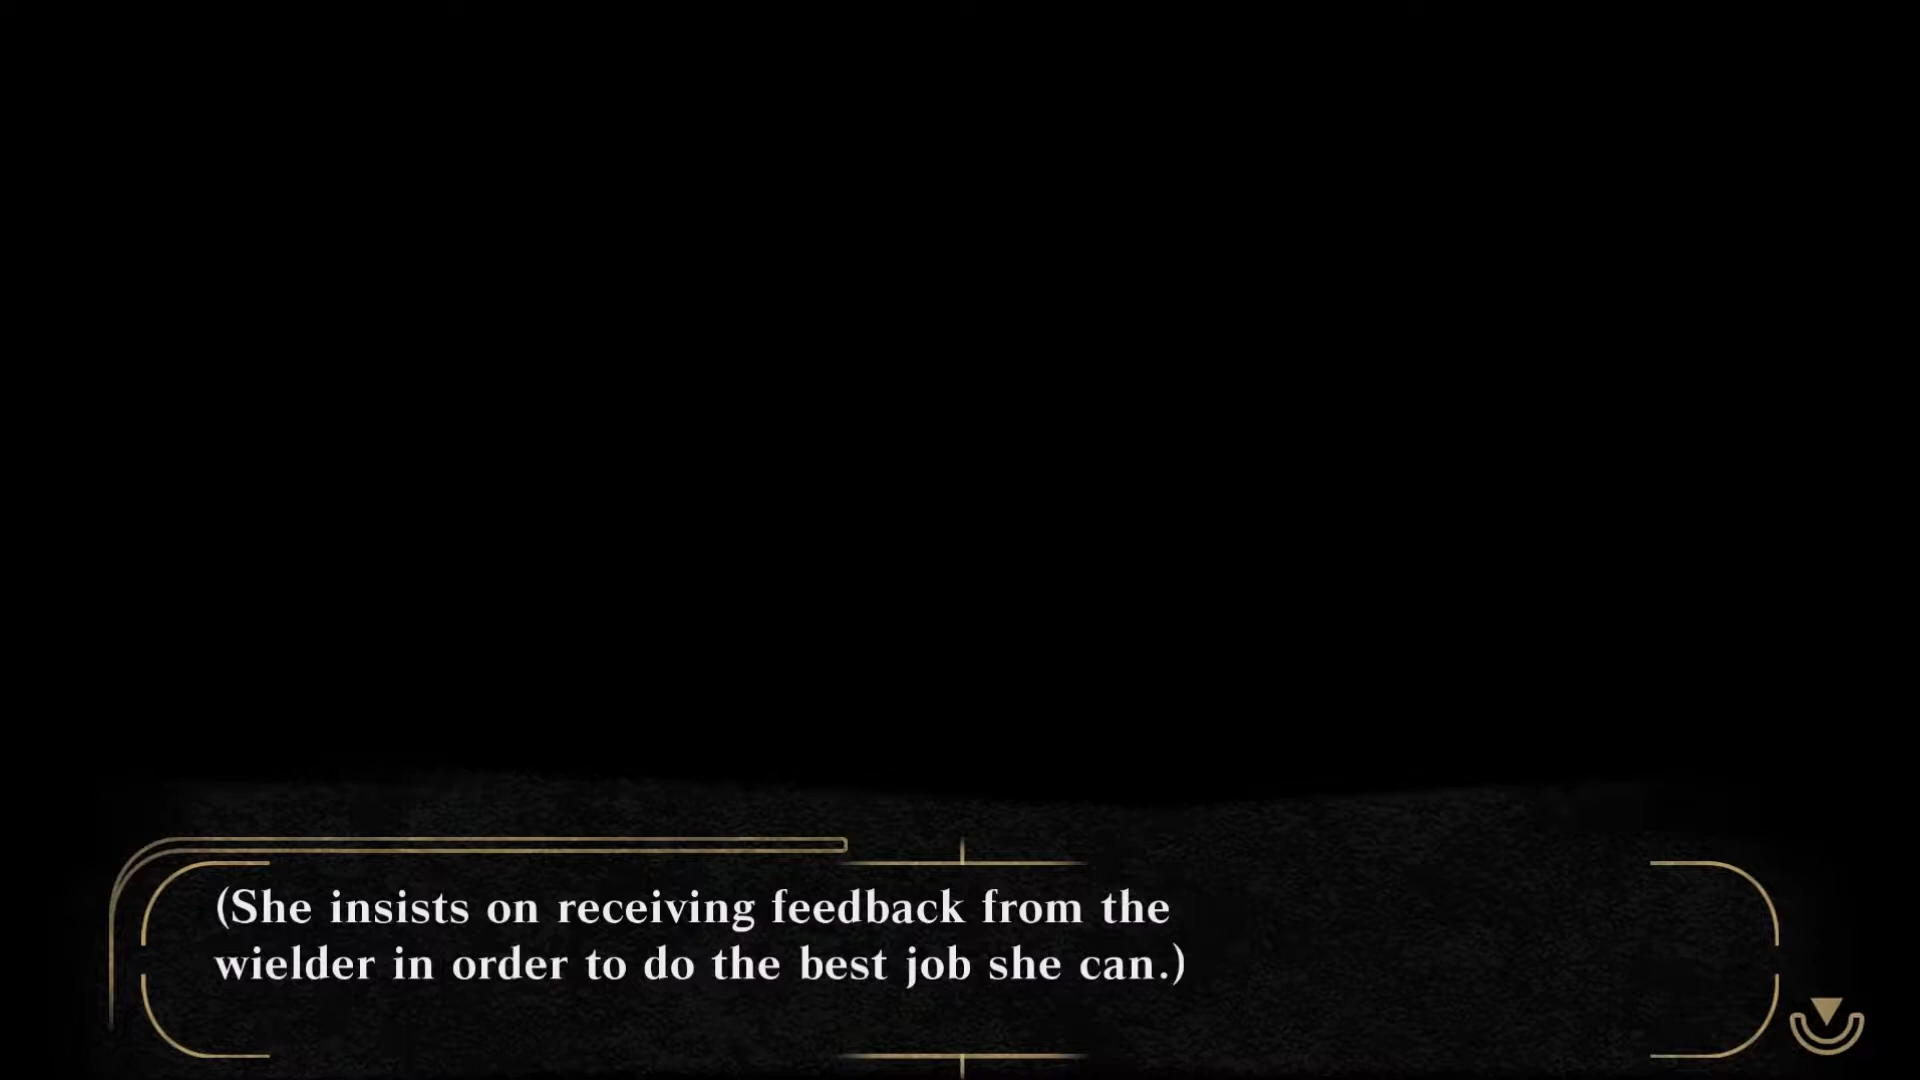 (She insists on receiving feedback from the
wielder in order to do the best job she can.)